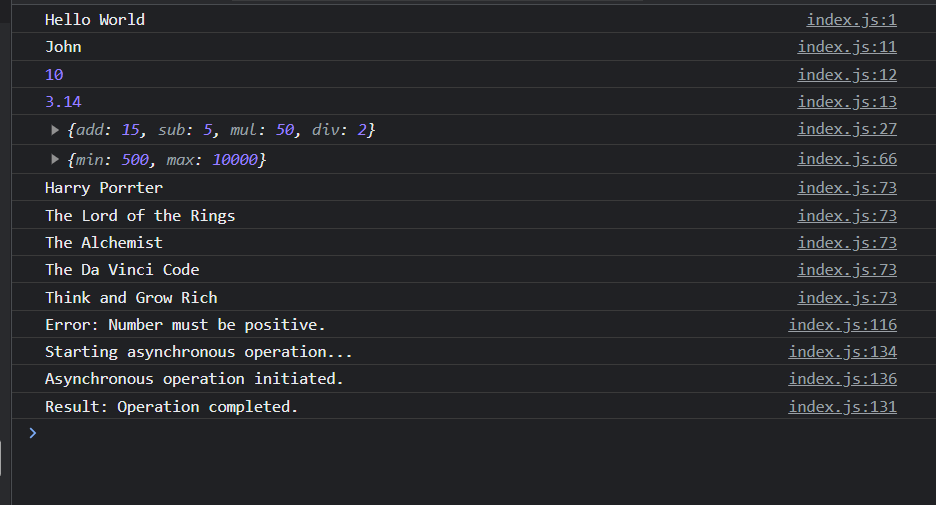 Hello World index.js:1
John index.js:11
10 index.js:12
3.14 index.js:13
▶ {add: 15, sub: 5, mul: 50, div: 2} index.js:27
▶ {min: 500, max: 10000} index.js:66
Harry Porrter index.js:73
The Lord of the Rings index.js:73
The Alchemist index.js:73
The Da Vinci Code index.js:73
Think and Grow Rich index.js:73
Error: Number must be positive. index.js:116
Starting asynchronous operation... index.js:134
Asynchronous operation initiated. index.js:136
Result: Operation completed. index.js:131